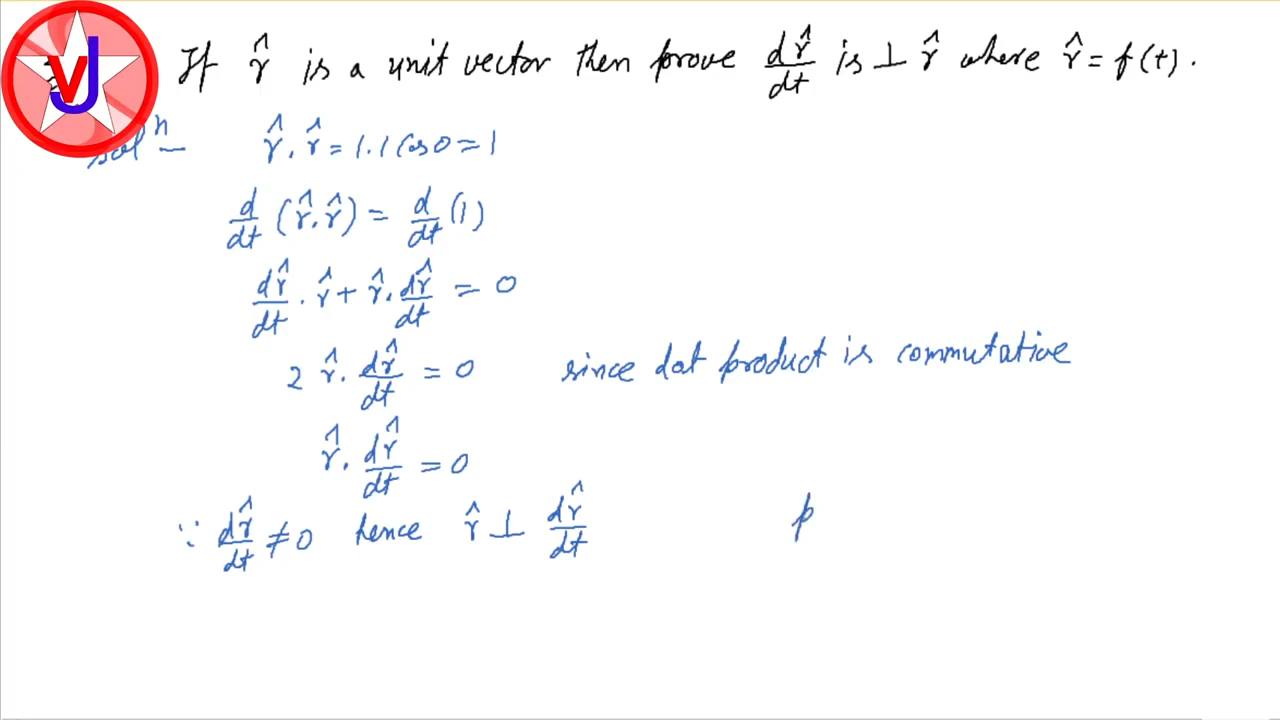 VJ
If r̂ is a unit vector then prove dr̂/dt is ⊥ r̂ where r̂ = f(t).
solⁿ – r̂ . r̂ = 1.1 Cos 0 = 1
d/dt (r̂.r̂) = d/dt (1)
dr̂/dt . r̂ + r̂ . dr̂/dt = 0
2 r̂ . dr̂/dt = 0 since dot product is commutative
r̂ . dr̂/dt = 0
∵ dr̂/dt ≠ 0 hence r̂ ⊥ dr̂/dt p